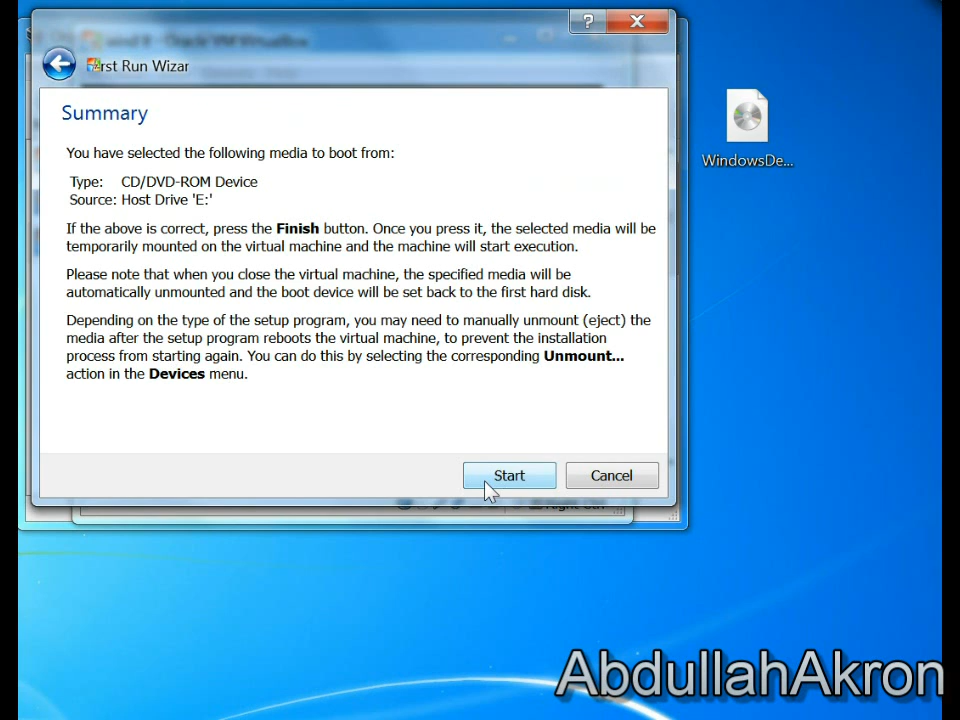 rst Run Wizar
Summary
You have selected the following media to boot from:
Type: CD/DVD-ROM Device
Source: Host Drive 'E:'
If the above is correct, press the Finish button. Once you press it, the selected media will be
temporarily mounted on the virtual machine and the machine will start execution.
Please note that when you close the virtual machine, the specified media will be
automatically unmounted and the boot device will be set back to the first hard disk.
Depending on the type of the setup program, you may need to manually unmount (eject) the
media after the setup program reboots the virtual machine, to prevent the installation
process from starting again. You can do this by selecting the corresponding Unmount...
action in the Devices menu.
Start
Cancel
WindowsDe...
AbdullahAkron